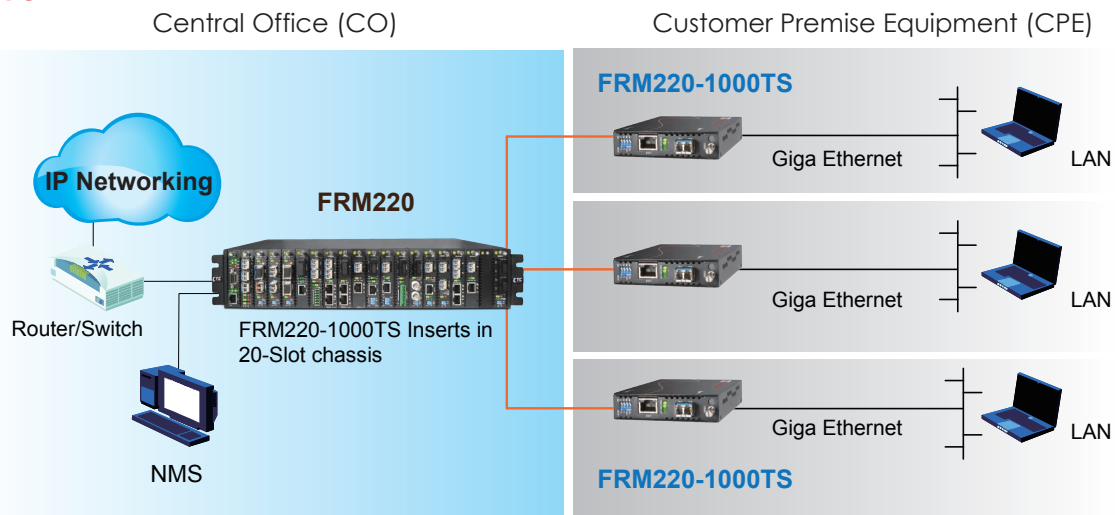 Central Office (CO)
Customer Premise Equipment (CPE)
FRM220-1000TS
IP Networking
Giga Ethernet
LAN
FRM220
Router/Switch
FRM220-1000TS Inserts in
20-Slot chassis
Giga Ethernet
LAN
NMS
Giga Ethernet
LAN
FRM220-1000TS